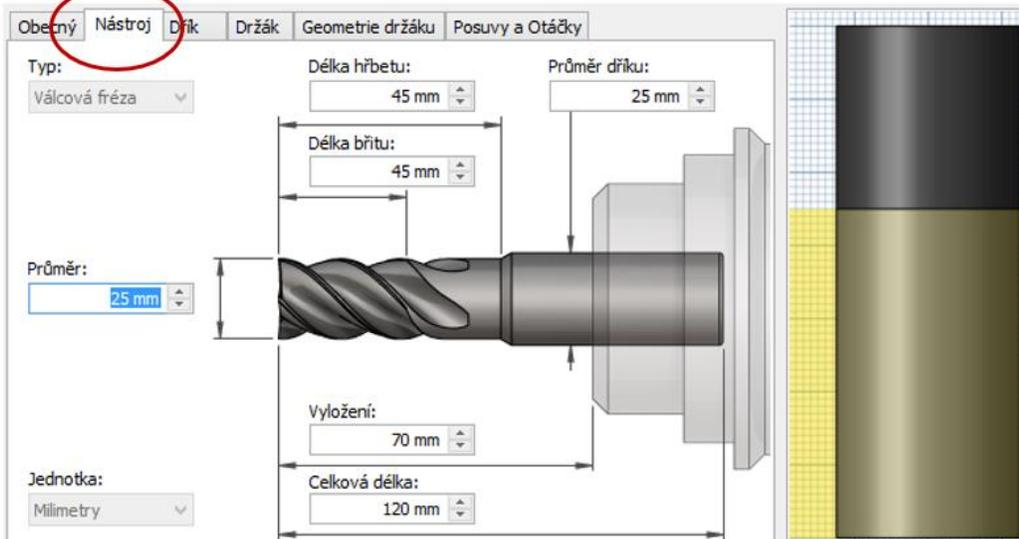 Obecný Nástroj Dřík Držák Geometrie držáku Posuvy a Otáčky
Typ:
Válcová fréza
Délka hřbetu:
45 mm
Průměr dříku:
25 mm
Délka břitu:
45 mm
Průměr:
25 mm
Vyložení:
70 mm
Jednotka:
Milimetry
Celková délka:
120 mm